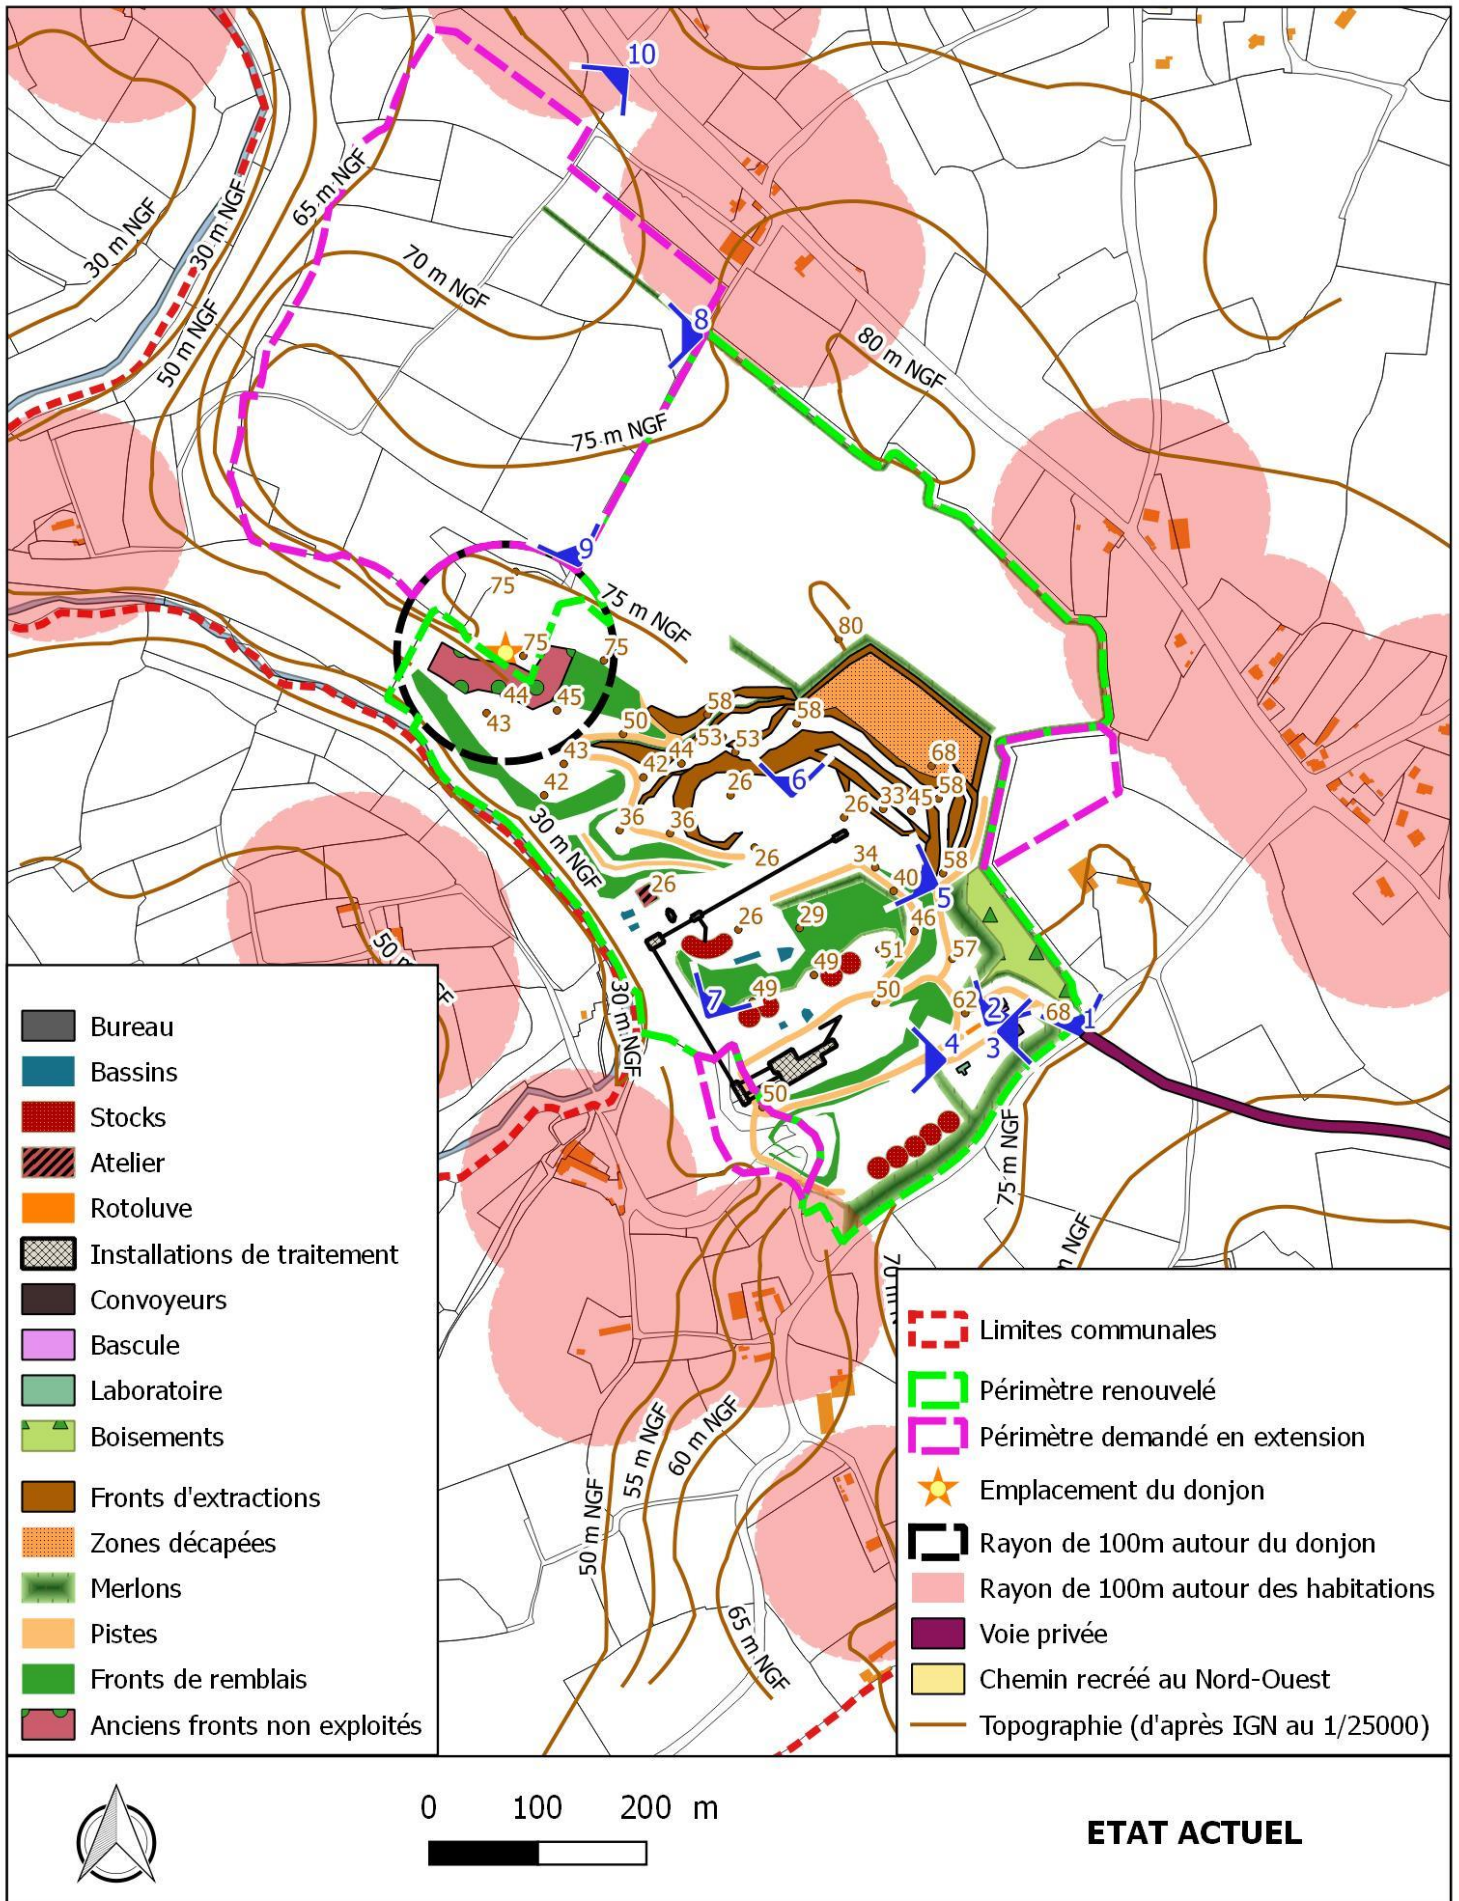 10
65 m NGF
30 m NGF
30 m NGF
70 m NGF
50 m NGF
8
80 m NGF
75 m NGF
9
75
75 m NGF
75
75
80
44
45
43
50
58
58
53
53
43
44
42
42
68
58
26
6
26
33
45
36
36
26
34
58
40
5
26
30 m NGF
26
29
46
51
57
49
50 m
GF
49
50
62
7
2
68
1
3
4
30 m NGF
50
75 m NGF
m NGF
70 m N
55 m NGF
60 m NGF
50 m NGF
65 m NGF
Bureau
Bassins
Stocks
Atelier
Rotoluve
Installations de traitement
Convoyeurs
Bascule
Laboratoire
Boisements
Fronts d'extractions
Zones décapées
Merlons
Pistes
Fronts de remblais
Anciens fronts non exploités
Limites communales
Périmètre renouvelé
Périmètre demandé en extension
Emplacement du donjon
Rayon de 100m autour du donjon
Rayon de 100m autour des habitations
Voie privée
Chemin recréé au Nord-Ouest
Topographie (d'après IGN au 1/25000)
0 100 200 m
ETAT ACTUEL